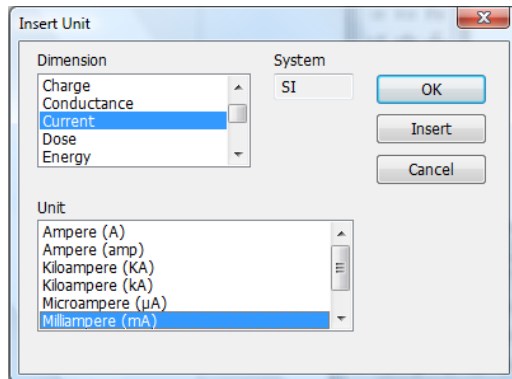 Insert Unit
Dimension
System
Charge
Conductance
Current
Dose
Energy
SI
OK
Insert
Cancel
Unit
Ampere (A)
Ampere (amp)
Kiloampere (KA)
Kiloampere (kA)
Microampere (μA)
Milliampere (mA)